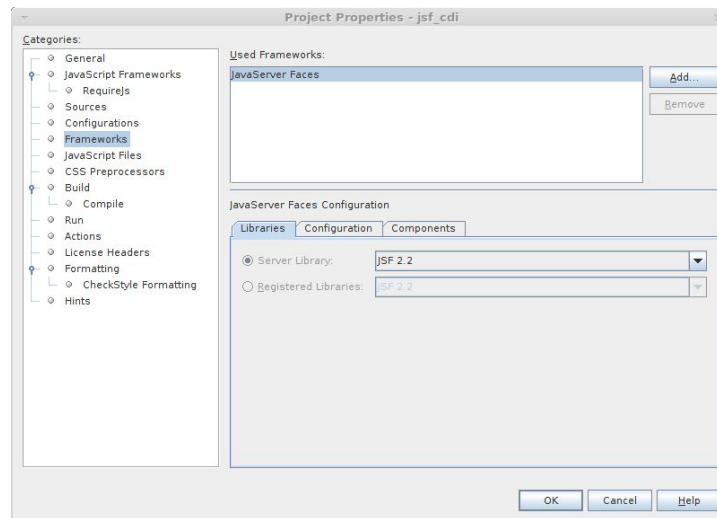 Project Properties - jsf_cdi
Categories:
General
JavaScript Frameworks
RequireJs
Sources
Configurations
Frameworks
JavaScript Files
CSS Preprocessors
Build
Compile
Run
Actions
License Headers
Formatting
CheckStyle Formatting
Hints
Used Frameworks:
JavaServer Faces
Add...
Remove
JavaServer Faces Configuration
Libraries Configuration Components
Server Library: JSF 2.2
Registered Libraries: JSF 2.2
OK Cancel Help